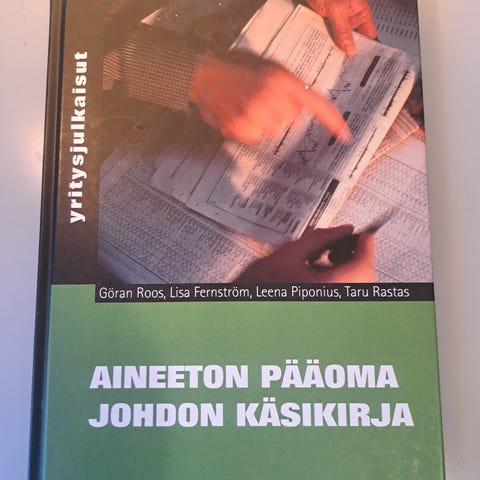 yritysjulkaisut
Göran Roos, Lisa Fernström, Leena Piponius, Taru Rastas
AINEETON PÄÄOMA
JOHDON KÄSIKIRJA